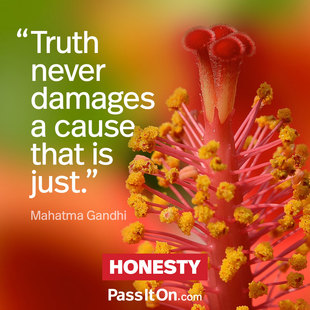 “Truth
never
damages
a cause
that is
just.”
Mahatma Gandhi
HONESTY
PassItOn.com